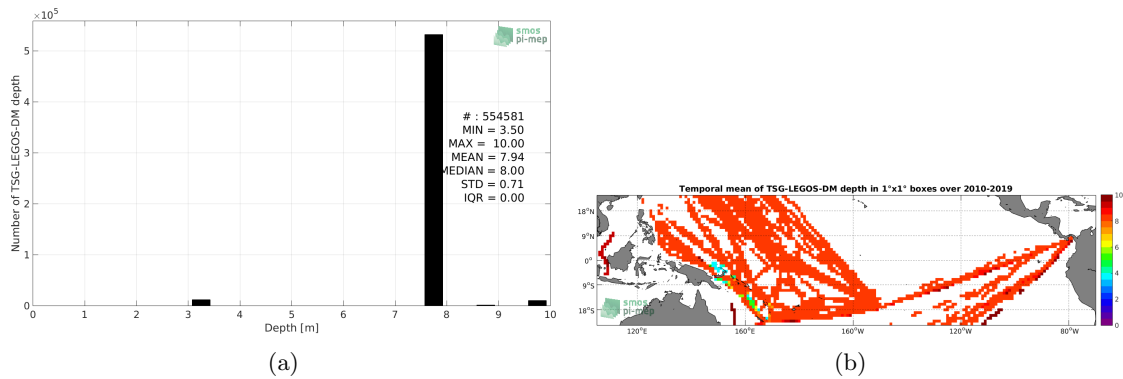 ×10⁵
smos
pi-mep
5
4
3
2
1
0
Number of TSG-LEGOS-DM depth
# : 554581
MIN = 3.50
MAX = 10.00
MEAN = 7.94
MEDIAN = 8.00
STD = 0.71
IQR = 0.00
0 1 2 3 4 5 6 7 8 9 10
Depth [m]
(a)
Temporal mean of TSG-LEGOS-DM depth in 1°x1° boxes over 2010-2019
18°N
9°N
0°
9°S
18°S
smos
pi-mep
120°E 160°E 160°W 120°W 80°W
10
8
6
4
2
0
(b)